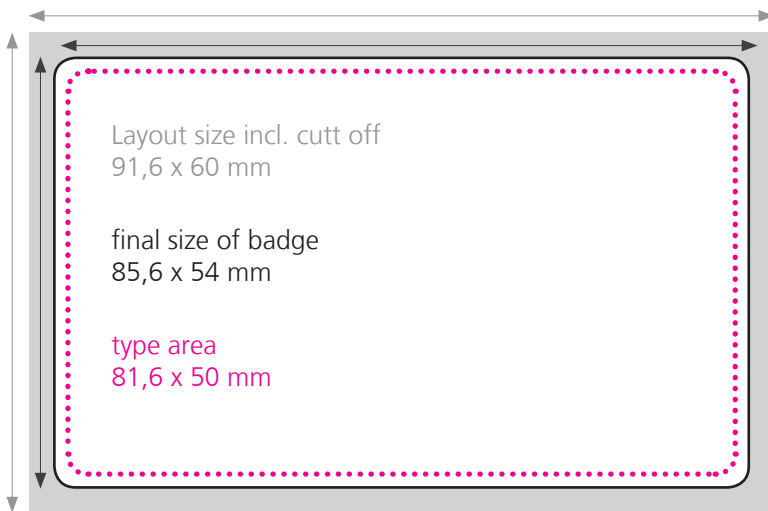 Layout size incl. cutt off
91,6 x 60 mm
final size of badge
85,6 x 54 mm
type area
81,6 x 50 mm